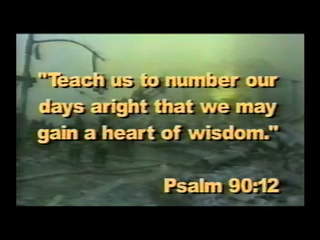 "Teach us to number our
days aright that we may
gain a heart of wisdom."
Psalm 90:12